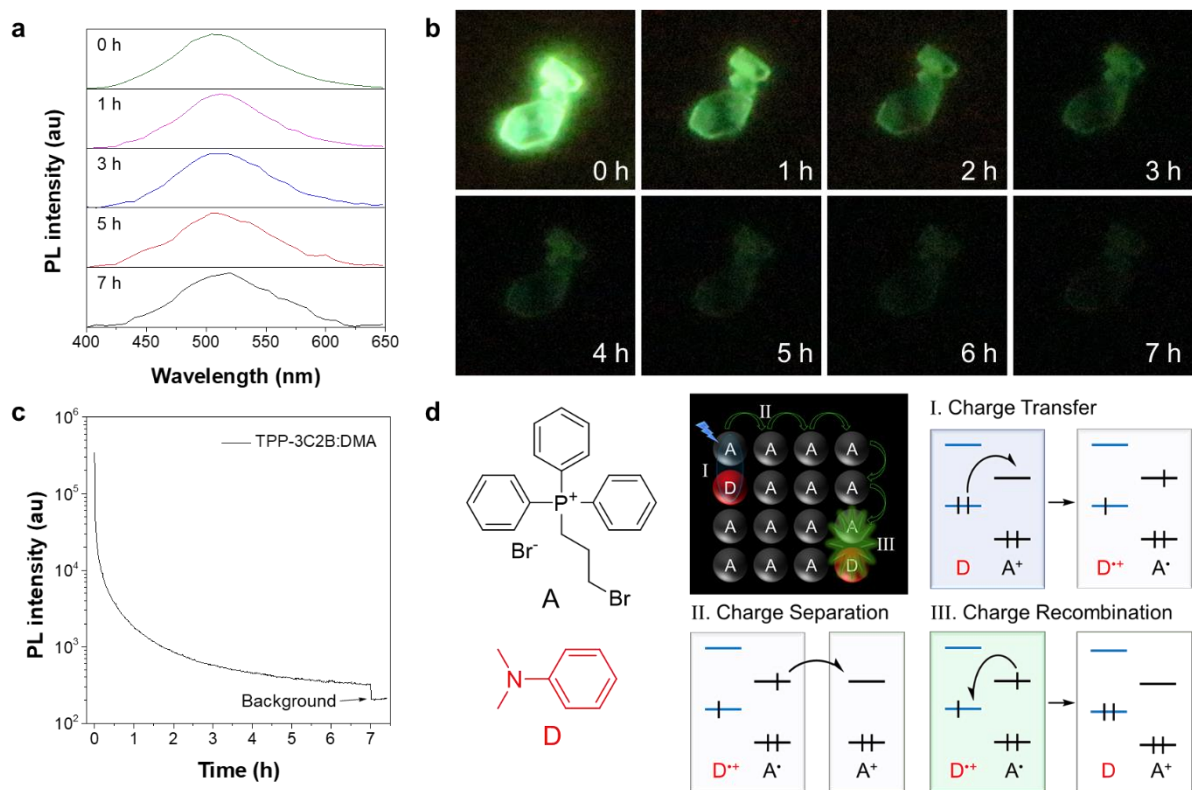 a
0 h
1 h
3 h
5 h
7 h
PL intensity (au)
400 450 500 550 600 650
Wavelength (nm)
b
0 h 1 h 2 h 3 h
4 h 5 h 6 h 7 h
c
10⁶
10⁵
10⁴
10³
10²
PL intensity (au)
TPP-3C2B:DMA
Background
0 1 2 3 4 5 6 7
Time (h)
d
P⁺
Br⁻
Br
A
N
D
II
A A A A
I
D A A A
A A A A
III
A A A D
I. Charge Transfer
D A⁺ D•⁺ A•
II. Charge Separation
D•⁺ A• A⁺
III. Charge Recombination
D•⁺ A• D A⁺